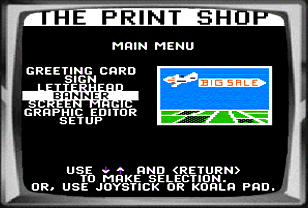 THE PRINT SHOP
MAIN MENU
GREETING CARD
SIGN
LETTERHEAD
BANNER
SCREEN MAGIC
GRAPHIC EDITOR
SETUP
BIG SALE
USE ↓ ↑ AND <RETURN>
TO MAKE SELECTION.
OR, USE JOYSTICK OR KOALA PAD.